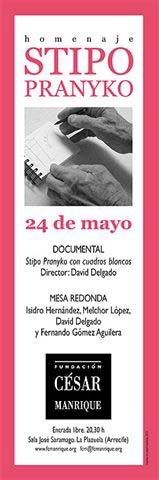 homenaje
STIPO
PRANYKO
24 de mayo
DOCUMENTAL
Stipo Pranyko con cuadros blancos
Director: David Delgado
MESA REDONDA
Isidro Hernández, Melchor López,
David Delgado
y Fernando Gómez Aguilera
FUNDACIÓN
CÉSAR
MANRIQUE
Entrada libre. 20,30 h
Sala José Saramago. La Plazuela (Arrecife)
www.fcmanrique.org fcm@fcmanrique.org